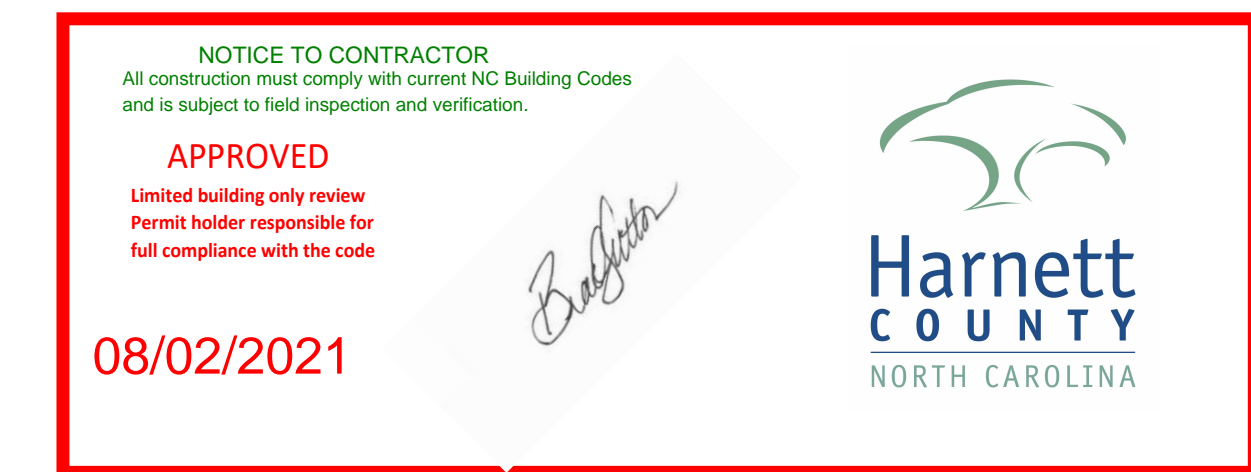 NOTICE TO CONTRACTOR
All construction must comply with current NC Building Codes
and is subject to field inspection and verification.
APPROVED
Limited building only review
Permit holder responsible for
full compliance with the code
08/02/2021
Brad Sutton
Harnett
COUNTY
NORTH CAROLINA